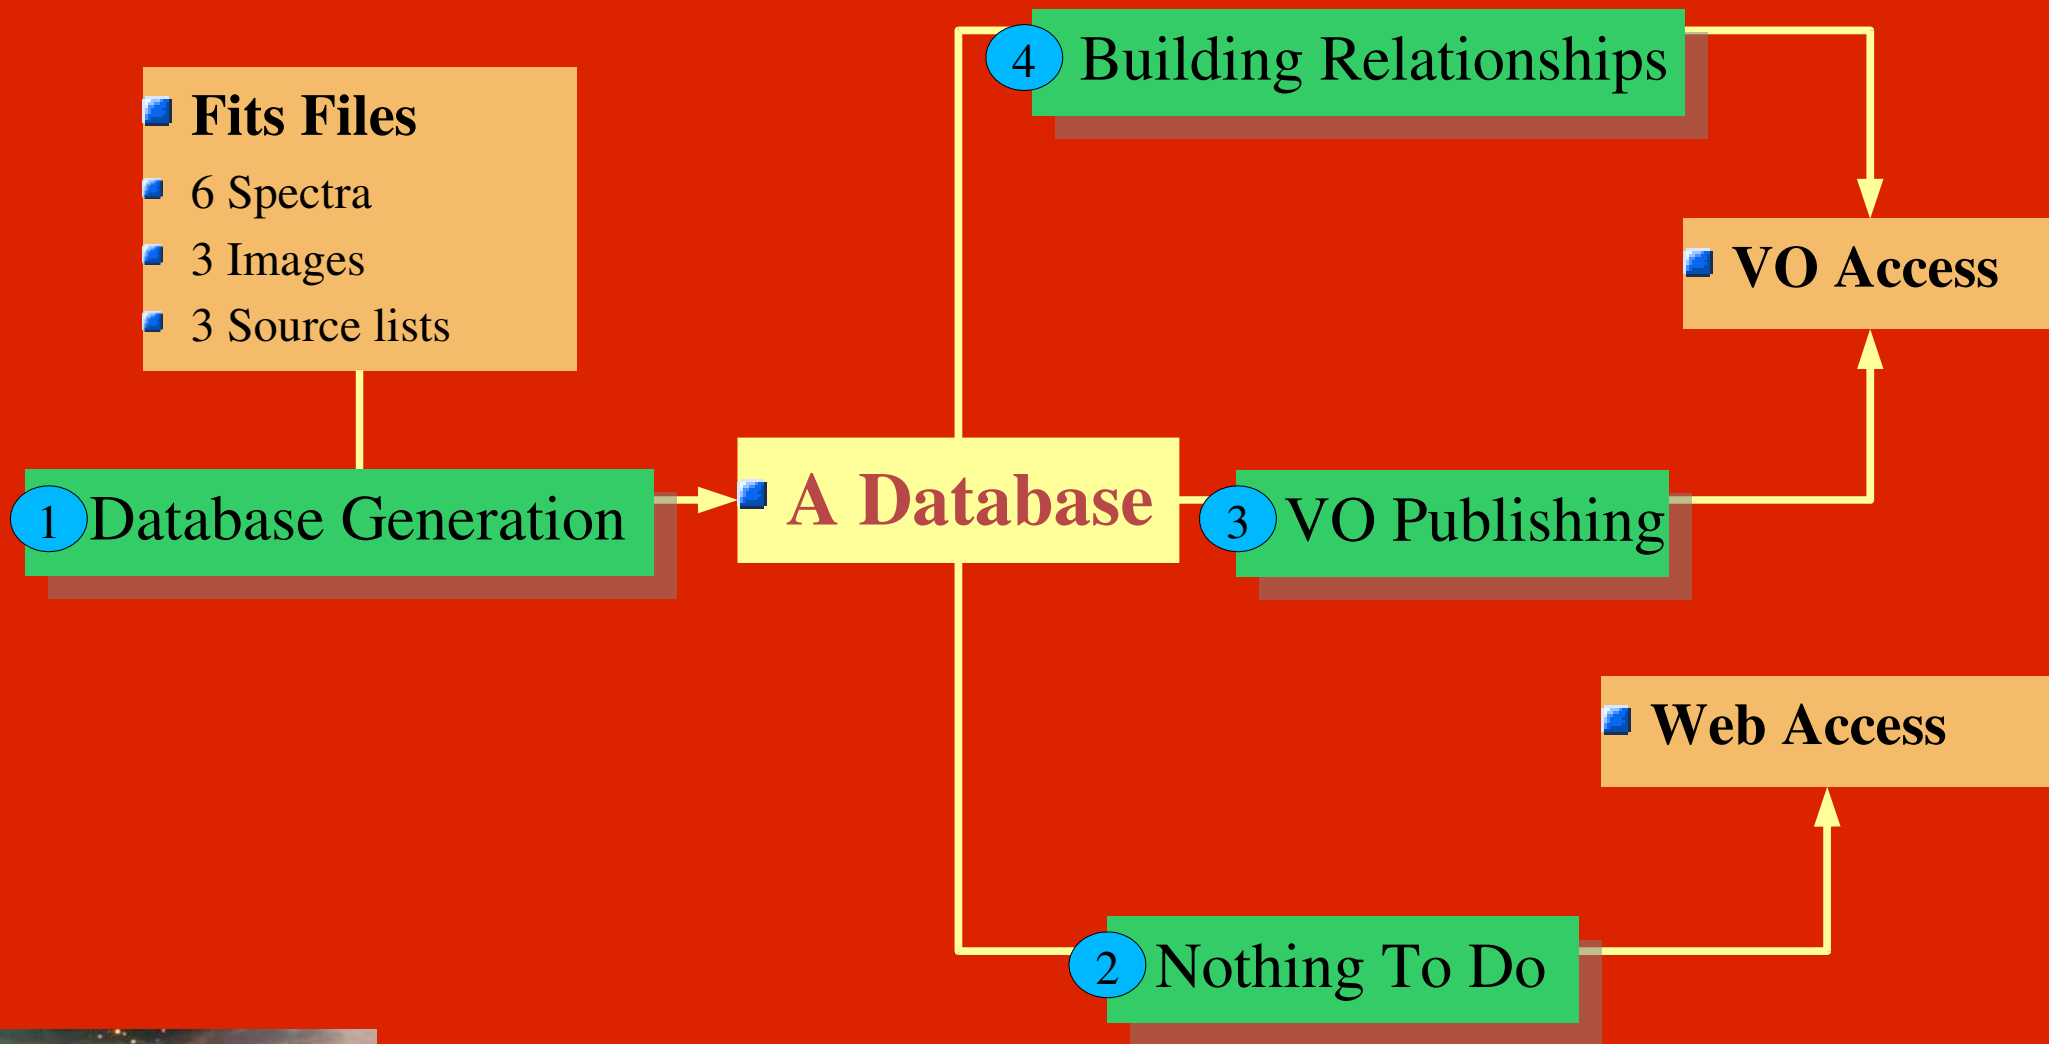 Fits Files
6 Spectra
3 Images
3 Source lists
1 Database Generation
A Database
4 Building Relationships
VO Access
3 VO Publishing
Web Access
2 Nothing To Do